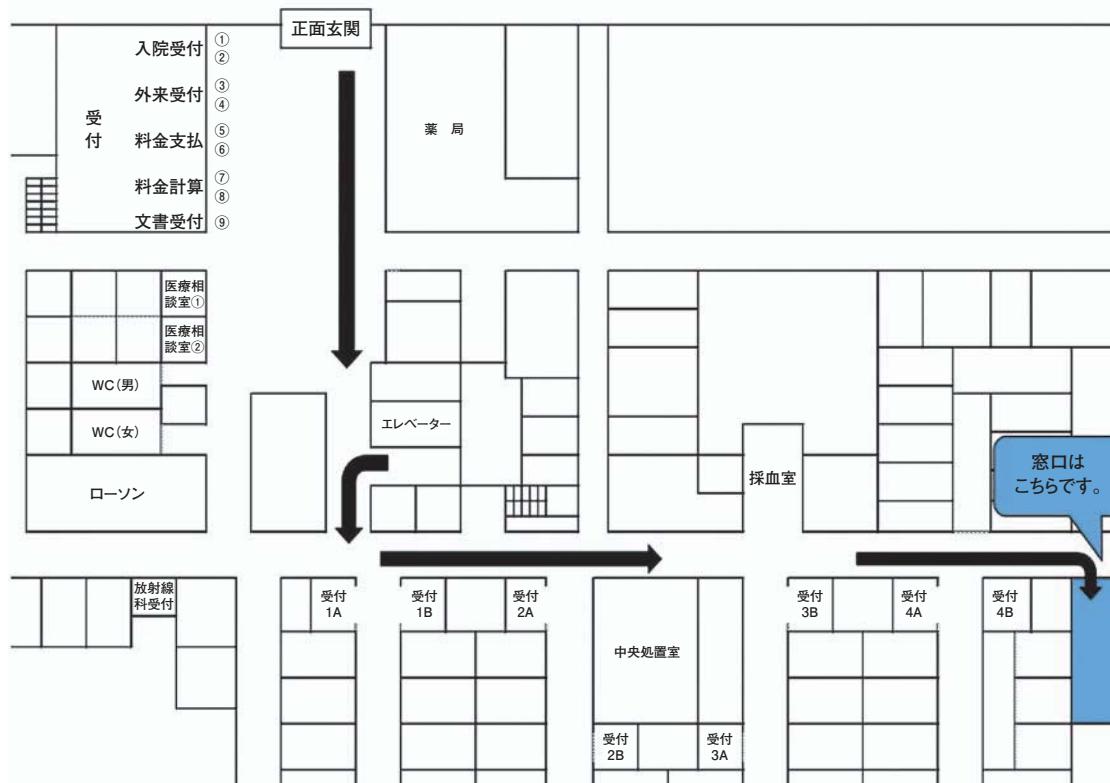 正面玄関
入院受付
①
②
外来受付
③
④
受付
料金支払
⑤
⑥
料金計算
⑦
⑧
文書受付
⑨
薬 局
医療相
談室①
医療相
談室②
WC(男)
WC(女)
ローソン
エレベーター
採血室
窓口は
こちらです。
放射線
科受付
受付
1A
受付
1B
受付
2A
中央処置室
受付
2B
受付
3A
受付
3B
受付
4A
受付
4B